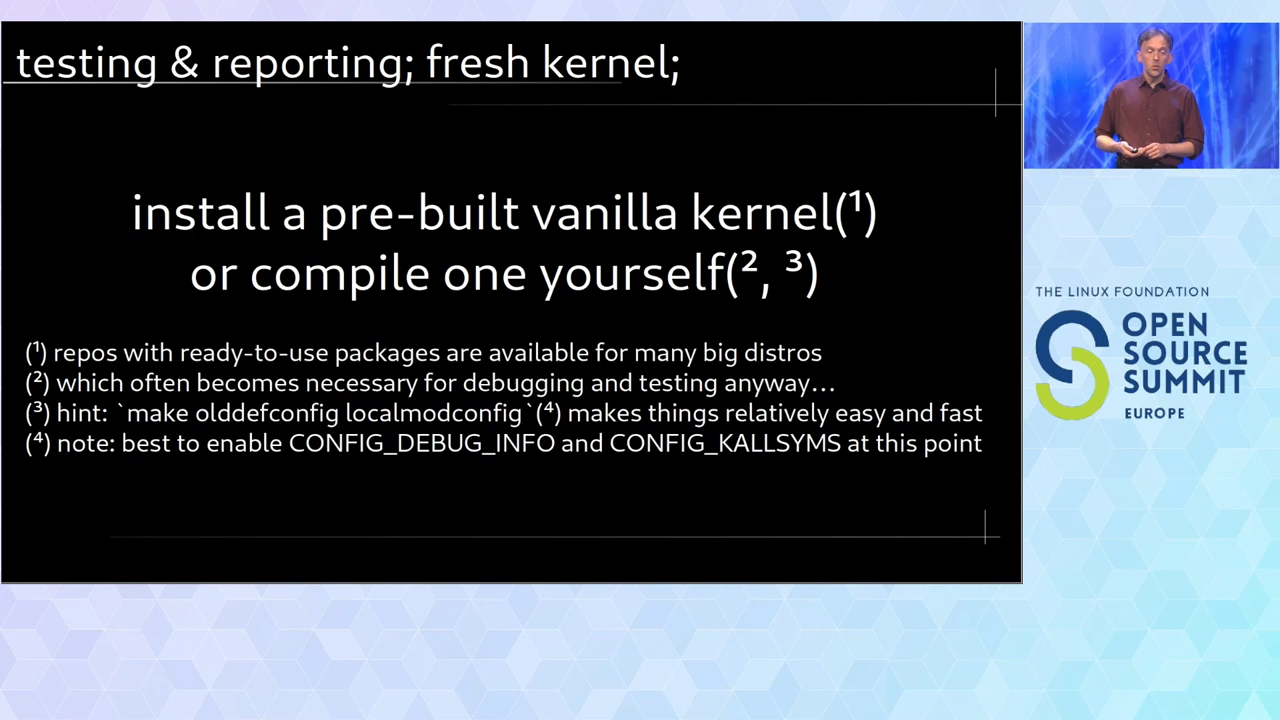 testing & reporting; fresh kernel;
install a pre-built vanilla kernel(¹)
or compile one yourself(², ³)
(¹) repos with ready-to-use packages are available for many big distros
(²) which often becomes necessary for debugging and testing anyway…
(³) hint: `make olddefconfig localmodconfig`(⁴) makes things relatively easy and fast
(⁴) note: best to enable CONFIG_DEBUG_INFO and CONFIG_KALLSYMS at this point
THE LINUX FOUNDATION
OPEN
SOURCE
SUMMIT
EUROPE